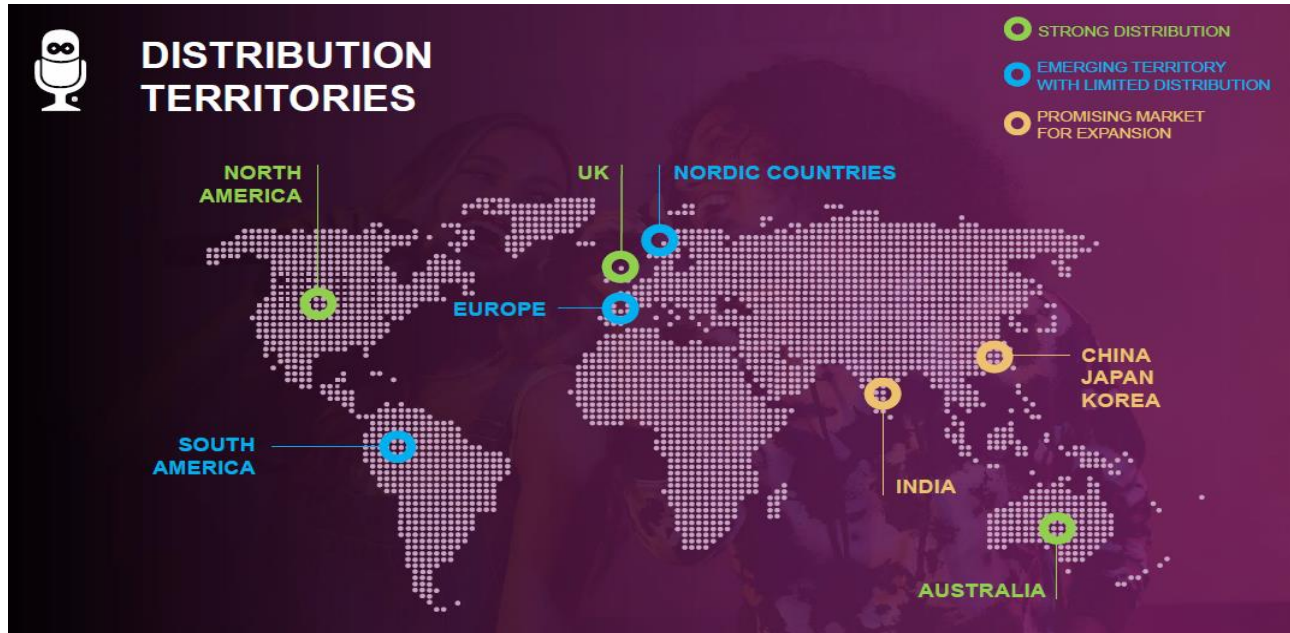 DISTRIBUTION
TERRITORIES
STRONG DISTRIBUTION
EMERGING TERRITORY
WITH LIMITED DISTRIBUTION
PROMISING MARKET
FOR EXPANSION
NORTH
AMERICA
UK
NORDIC COUNTRIES
EUROPE
CHINA
JAPAN
KOREA
SOUTH
AMERICA
INDIA
AUSTRALIA